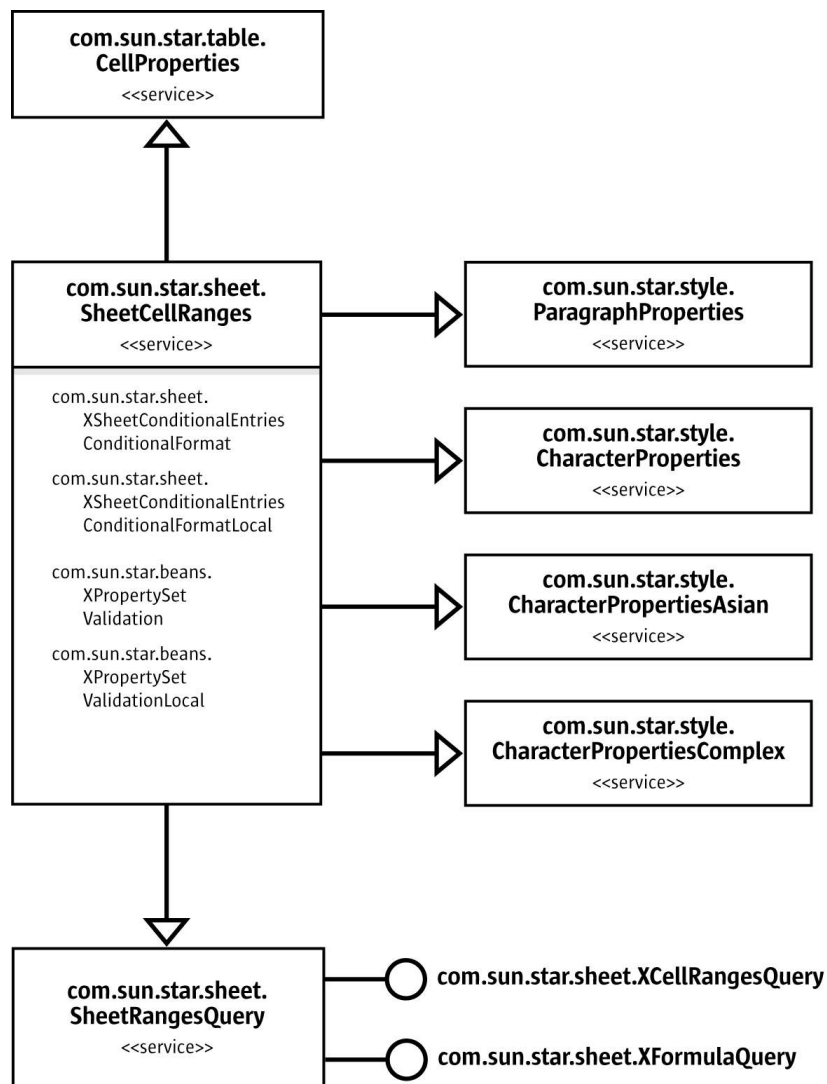 com.sun.star.table.
CellProperties
<<service>>
com.sun.star.sheet.
SheetCellRanges
<<service>>
com.sun.star.sheet.
XSheetConditionalEntries
ConditionalFormat
com.sun.star.sheet.
XSheetConditionalEntries
ConditionalFormatLocal
com.sun.star.beans.
XPropertySet
Validation
com.sun.star.beans.
XPropertySet
ValidationLocal
com.sun.star.style.
ParagraphProperties
<<service>>
com.sun.star.style.
CharacterProperties
<<service>>
com.sun.star.style.
CharacterPropertiesAsian
<<service>>
com.sun.star.style.
CharacterPropertiesComplex
<<service>>
com.sun.star.sheet.
SheetRangesQuery
<<service>>
com.sun.star.sheet.XCellRangesQuery
com.sun.star.sheet.XFormulaQuery